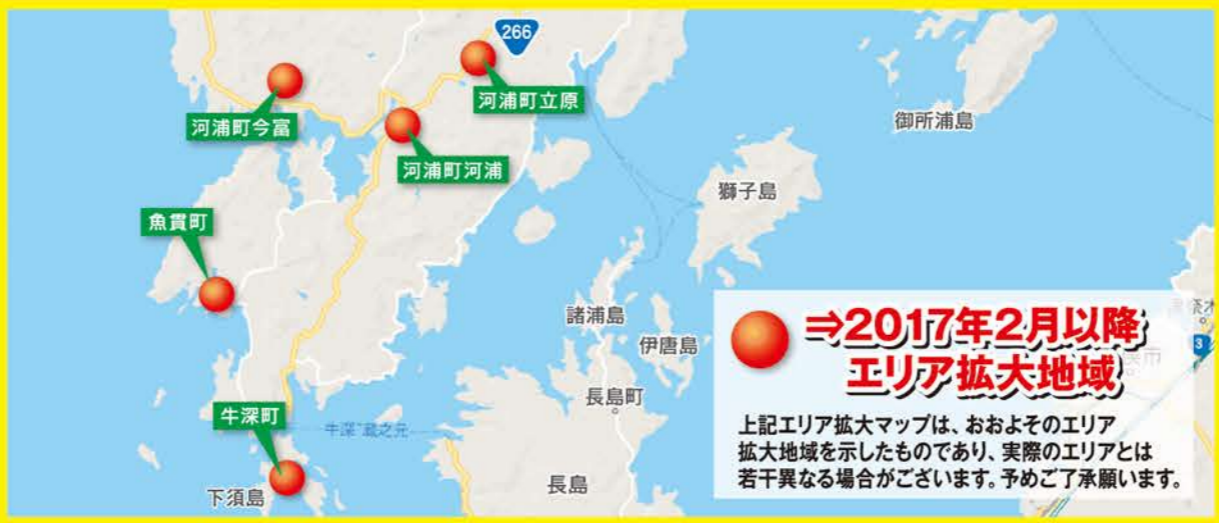 266
河浦町立原
河浦町今富
河浦町河浦
御所浦島
獅子島
魚貫町
諸浦島
伊唐島
長島町
牛深町
牛深
蔵之元
下須島
長島
3
⇒2017年2月以降
エリア拡大地域
上記エリア拡大マップは、おおよそのエリア
拡大地域を示したものであり、実際のエリアとは
若干異なる場合がございます。予めご了承願います。